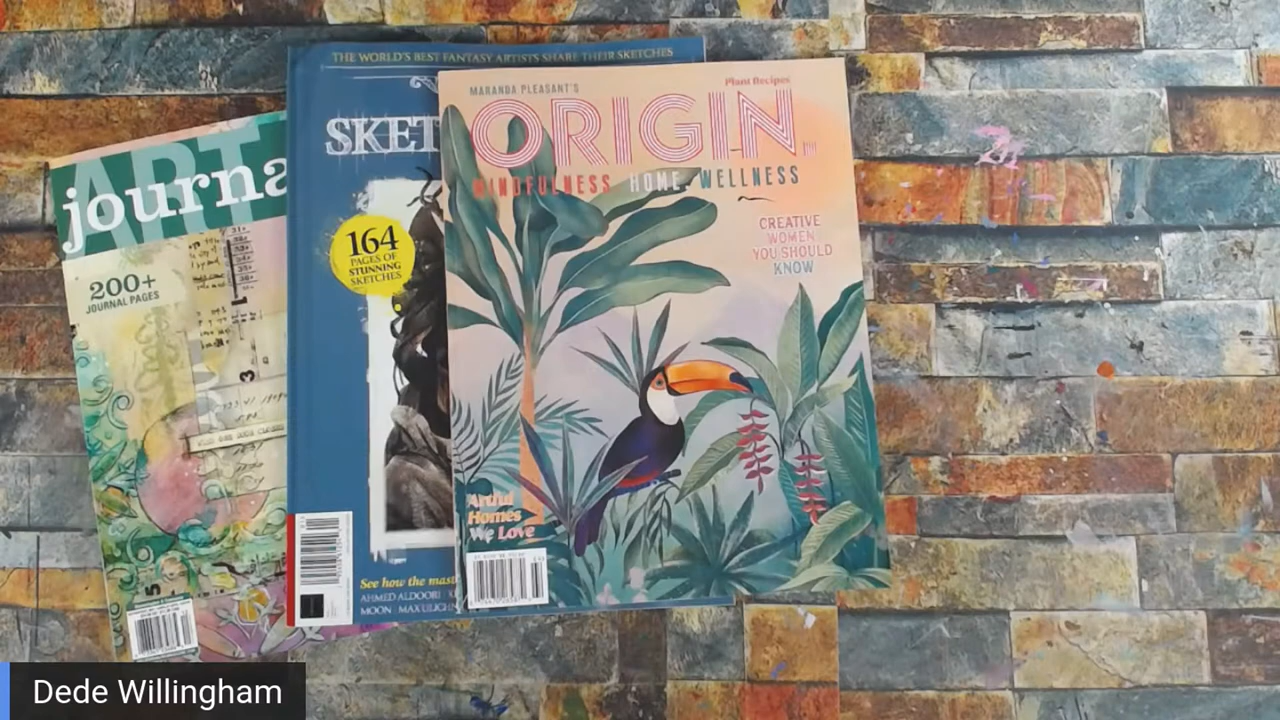 ART
journa
200+
JOURNAL PAGES
THE WORLD'S BEST FANTASY ARTISTS SHARE THEIR SKETCHES
SKET
164
PAGES OF
STUNNING
SKETCHES
See how the mast
AHMED ALDOORI
MOON MAX ULICH
MARANDA PLEASANT'S
Plant Recipes
ORIGIN.
MINDFULNESS HOME WELLNESS
CREATIVE
WOMEN
YOU SHOULD
KNOW
Artful
Homes
We Love
Dede Willingham